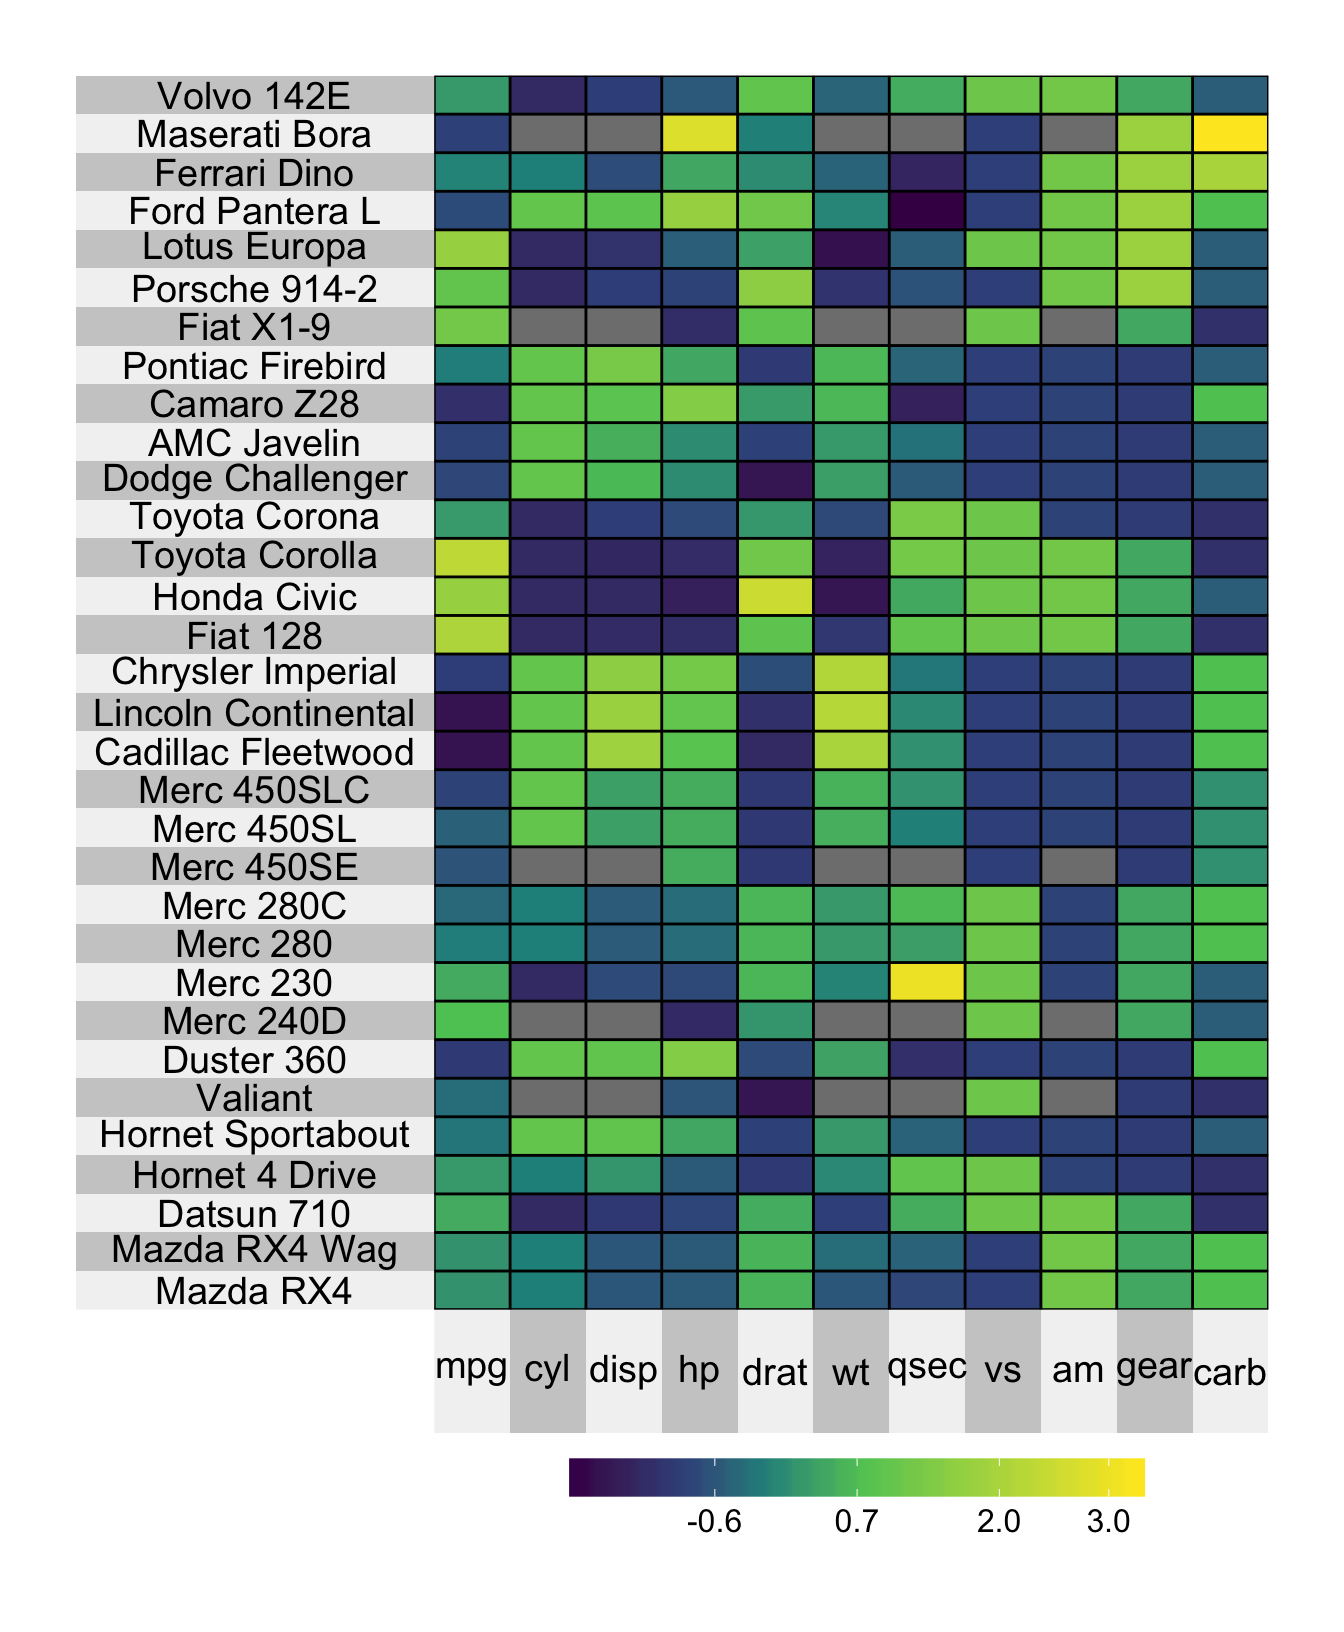 Volvo 142E
Maserati Bora
Ferrari Dino
Ford Pantera L
Lotus Europa
Porsche 914-2
Fiat X1-9
Pontiac Firebird
Camaro Z28
AMC Javelin
Dodge Challenger
Toyota Corona
Toyota Corolla
Honda Civic
Fiat 128
Chrysler Imperial
Lincoln Continental
Cadillac Fleetwood
Merc 450SLC
Merc 450SL
Merc 450SE
Merc 280C
Merc 280
Merc 230
Merc 240D
Duster 360
Valiant
Hornet Sportabout
Hornet 4 Drive
Datsun 710
Mazda RX4 Wag
Mazda RX4
mpg cyl disp hp drat wt qsec vs am gear carb
-0.6 0.7 2.0 3.0